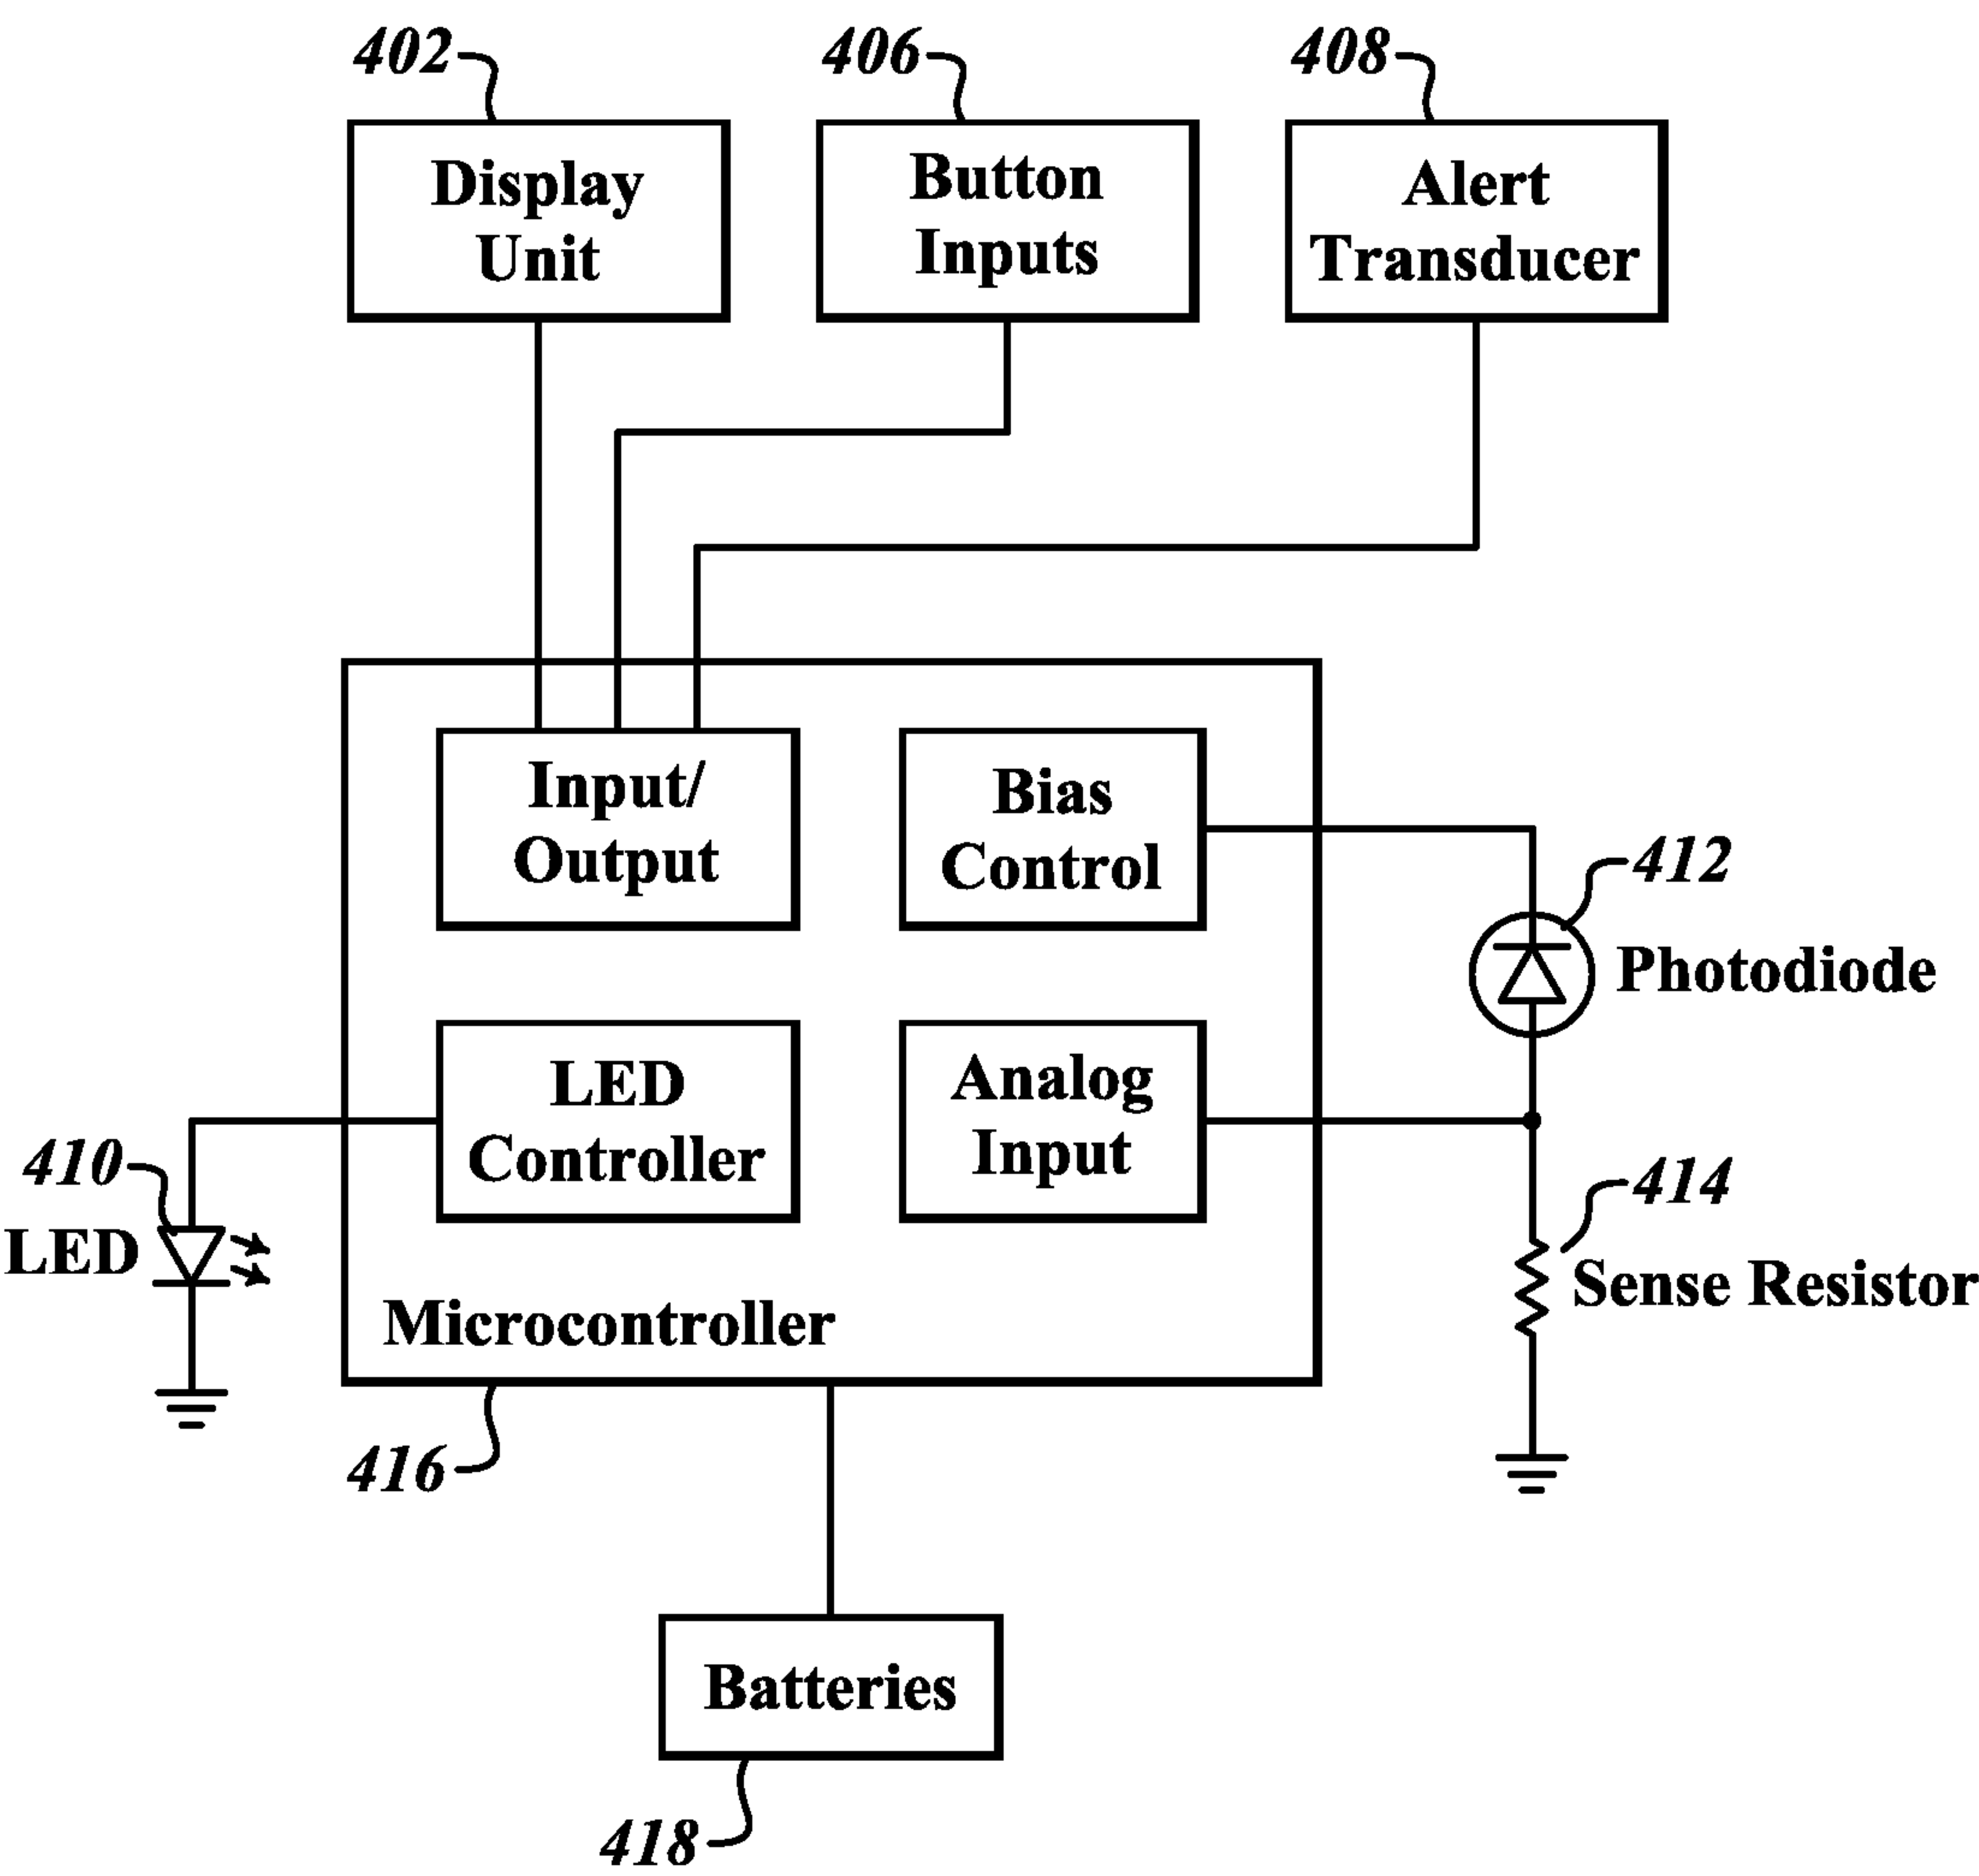 402
406
408
Display
Unit
Button
Inputs
Alert
Transducer
Input/
Output
Bias
Control
412
Photodiode
LED
Controller
Analog
Input
410
LED
414
Sense Resistor
Microcontroller
416
Batteries
418